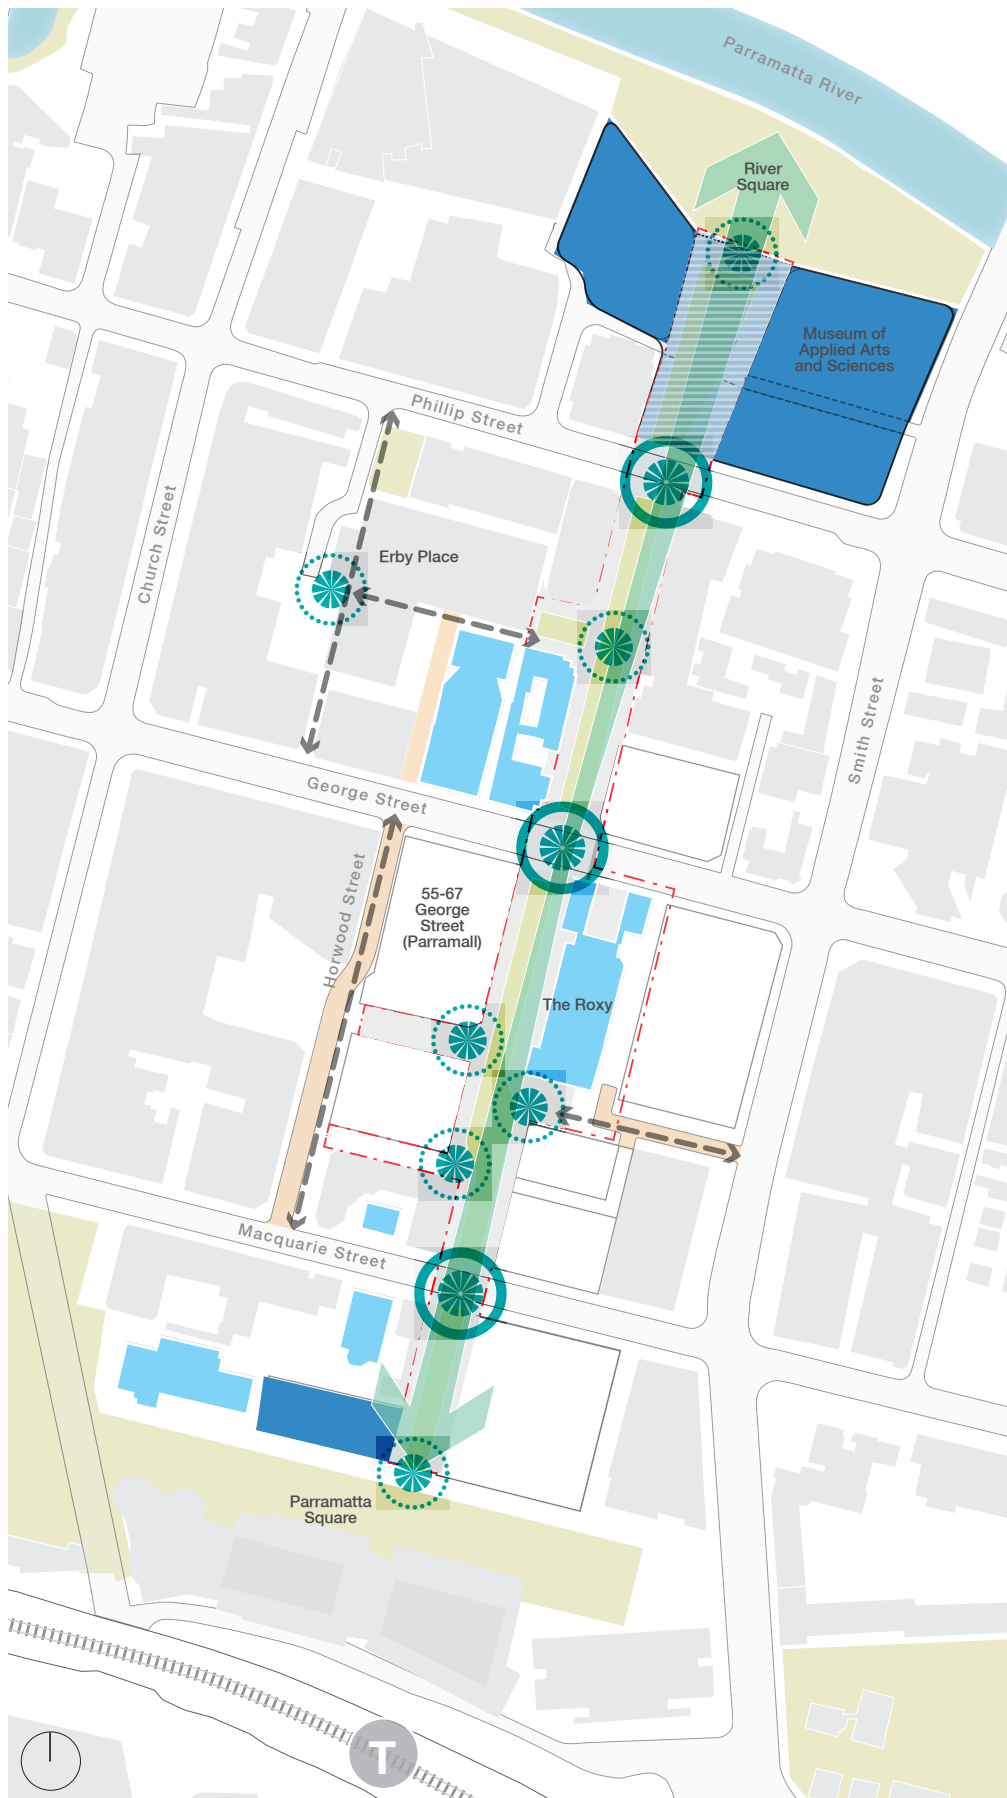 Parramatta River
River
Square
Museum of
Applied Arts
and Sciences
Phillip Street
Church Street
Erby Place
Smith Street
George Street
Horwood Street
55-67
George
Street
(Parramall)
The Roxy
Macquarie Street
Parramatta
Square
T